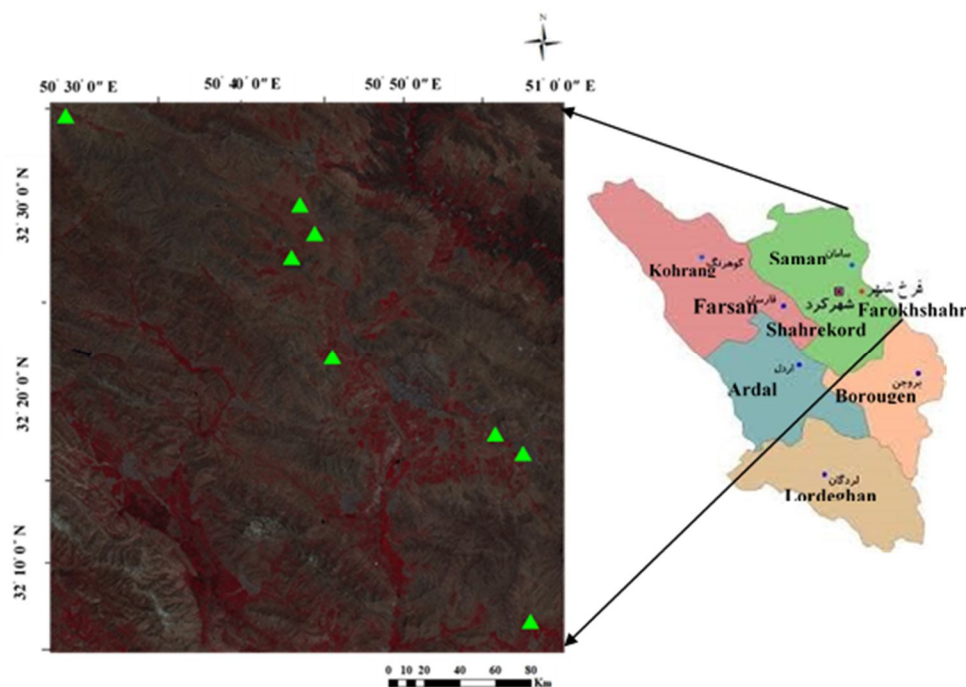 N
50° 30′ 0″ E
50° 40′ 0″ E
50° 50′ 0″ E
51° 0′ 0″ E
32° 30′ 0″ N
32° 20′ 0″ N
32° 10′ 0″ N
0 10 20 40 60 80
Km
Saman سامان
Kohrang کوهرنگ
فرخ شهر
شهرکرد
Farsan فارسان
Farokhshahr
Shahrekord
اردل
Ardal
بروجن
Borougen
لردگان
Lordeghan